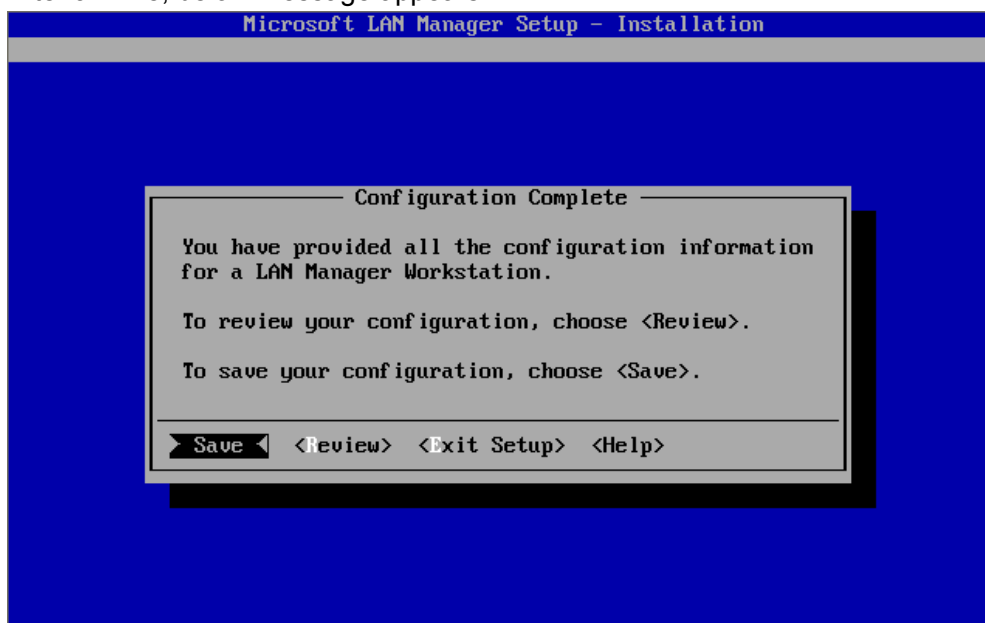 Microsoft LAN Manager Setup - Installation
Configuration Complete
You have provided all the configuration information
for a LAN Manager Workstation.
To review your configuration, choose <Review>.
To save your configuration, choose <Save>.
Save <Review> <Exit Setup> <Help>